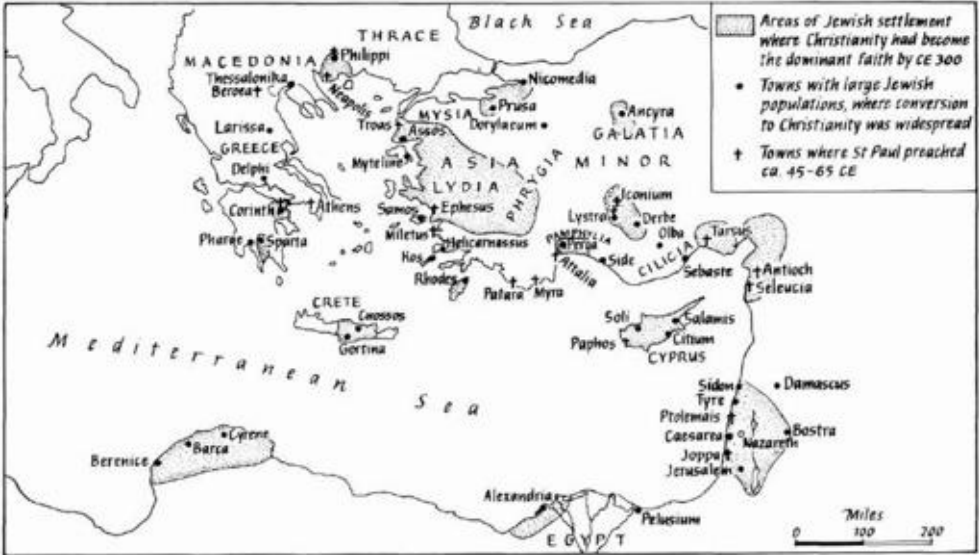 Black Sea
THRACE
MACEDONIA
Philippi
Thessalonika
Beroea
Neapolis
Nicomedia
Prusa
MYSIA
Troas
Assos
Dorylaeum
Ancyra
GALATIA
Larissa
GREECE
Delphi
Myteline
ASIA
MINOR
LYDIA
PHRYGIA
Corinth
Athens
Samos
Ephesus
Iconium
Lystra
Derbe
Olba
Tarsus
Pharae
Sparta
Miletus
Helicarnassus
Kos
PAMPHYLIA
Perga
Side
CILICIA
Attalia
Sebaste
Antioch
Seleucia
Rhodes
Patara
Myra
CRETE
Cnossos
Gortina
Soli
Salamis
Paphos
Citium
CYPRUS
Mediterranean
Sea
Sidon
Damascus
Tyre
Ptolemais
Caesarea
Nazareth
Bostra
Joppa
Jerusalem
Cyrene
Barca
Berenice
Alexandria
Pelusium
EGYPT
Areas of Jewish settlement
where Christianity had become
the dominant faith by CE 300
Towns with large Jewish
populations, where conversion
to Christianity was widespread
Towns where St Paul preached
ca. 45-65 CE
Miles
0 100 200